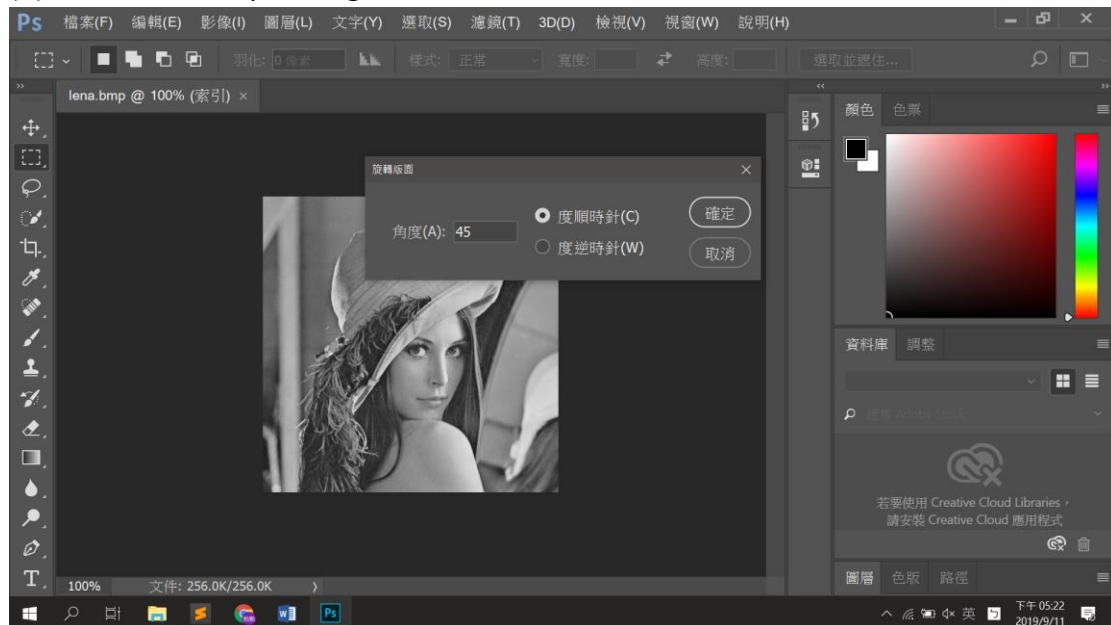 Ps 檔案(F) 編輯(E) 影像(I) 圖層(L) 文字(Y) 選取(S) 濾鏡(T) 3D(D) 檢視(V) 視窗(W) 說明(H)
羽化: 0 像素 樣式: 正常 寬度: 高度: 選取並遮住...
lena.bmp @ 100% (索引) ×
顏色 色票
旋轉版面
角度(A): 45
度順時針(C)
度逆時針(W)
確定
取消
資料庫 調整
搜尋 Adobe Stock
若要使用 Creative Cloud Libraries，
請安裝 Creative Cloud 應用程式
圖層 色版 路徑
100% 文件: 256.0K/256.0K
英
下午 05:22
2019/9/11